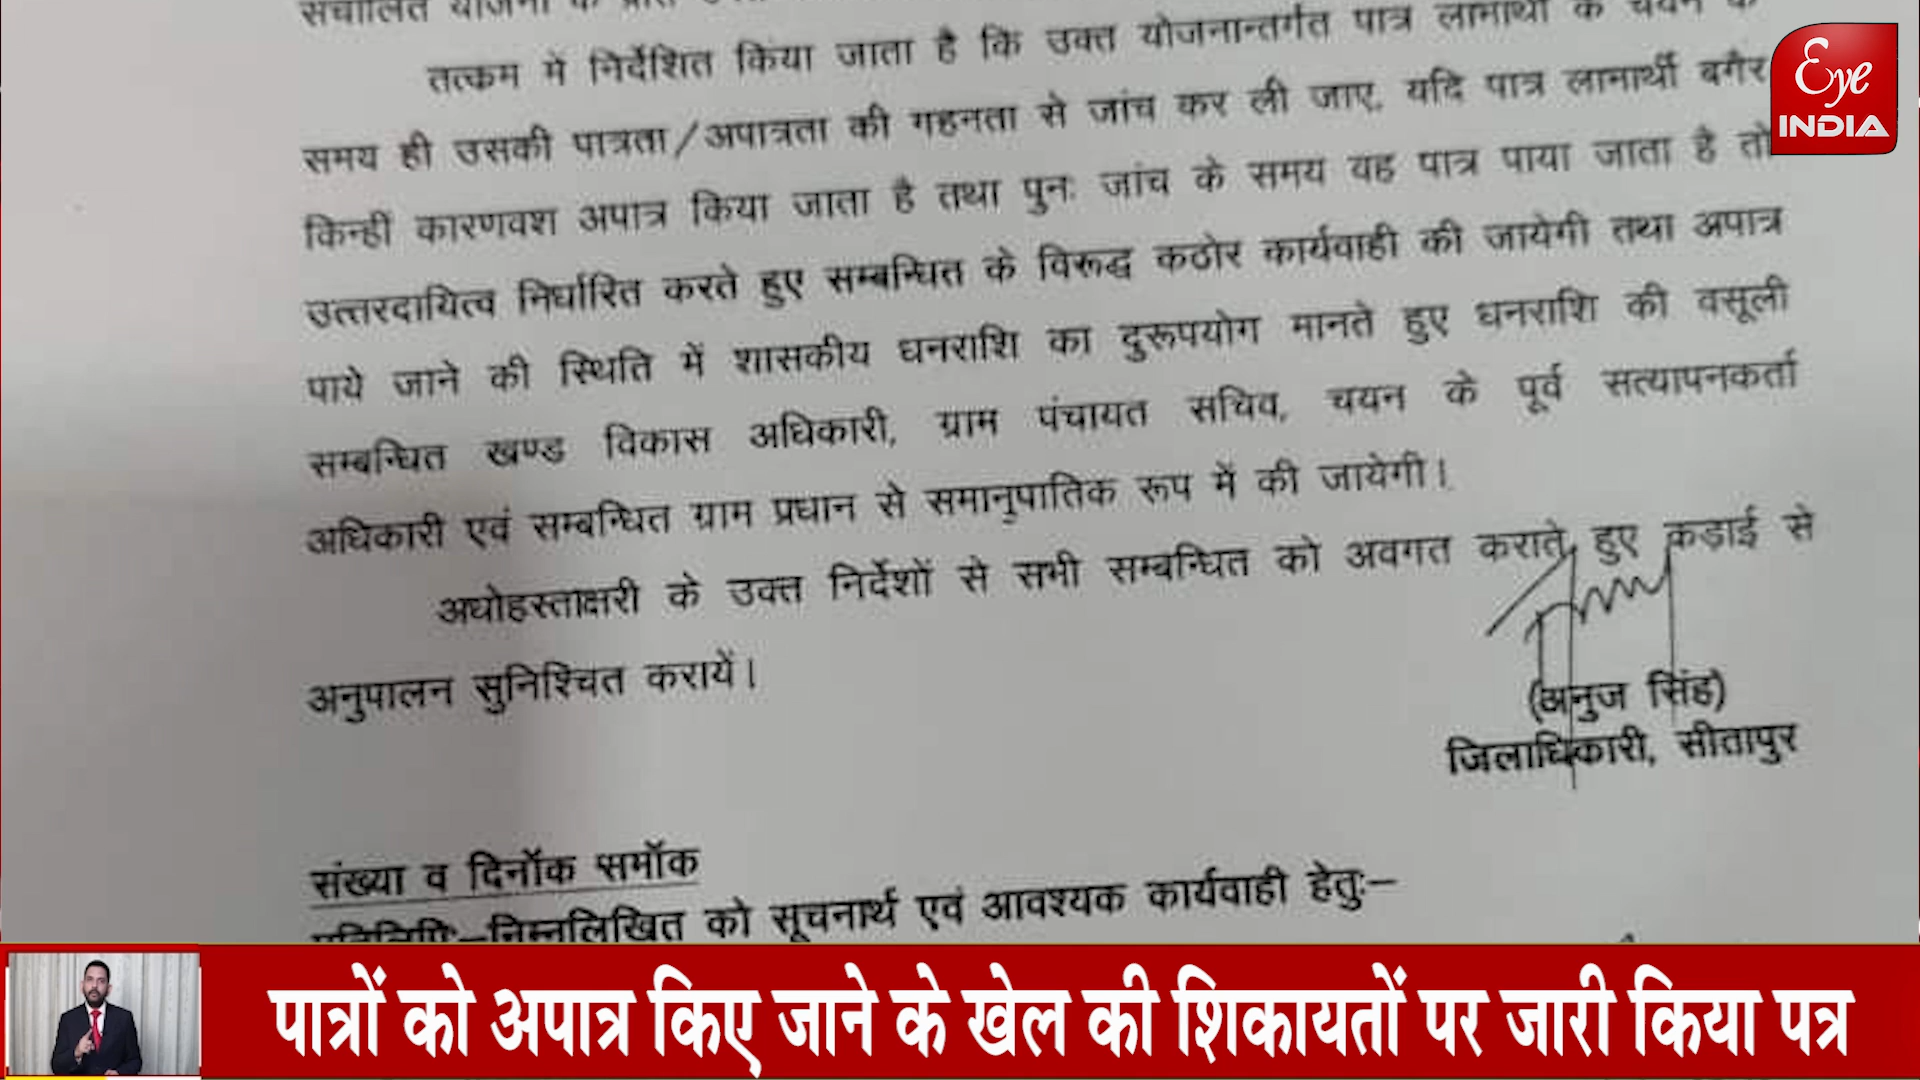 संचालित योजना के प्रति
तत्क्रम में निर्देशित किया जाता है कि उक्त योजनान्तर्गत पात्र लाभार्थी के चयन के
समय ही उसकी पात्रता/अपात्रता की गहनता से जांच कर ली जाए, यदि पात्र लाभार्थी बगैर
किन्ही कारणवश अपात्र किया जाता है तथा पुनः जांच के समय वह पात्र पाया जाता है तो
उत्तरदायित्व निर्धारित करते हुए सम्बन्धित के विरूद्ध कठोर कार्यवाही की जायेगी तथा अपात्र
पाये जाने की स्थिति में शासकीय धनराशि का दुरूपयोग मानते हुए धनराशि की वसूली
सम्बन्धित खण्ड विकास अधिकारी, ग्राम पंचायत सचिव, चयन के पूर्व सत्यापनकर्ता
अधिकारी एवं सम्बन्धित ग्राम प्रधान से समानुपातिक रूप में की जायेगी।
अधोहस्ताक्षरी के उक्त निर्देशों से सभी सम्बन्धित को अवगत कराते हुए कड़ाई से
अनुपालन सुनिश्चित करायें।
(अनुज सिंह)
जिलाधिकारी, सीतापुर
संख्या व दिनॉक समॉक
प्रतिलिपिः–निम्नलिखित को सूचनार्थ एवं आवश्यक कार्यवाही हेतुः–
Eye
INDIA
पात्रों को अपात्र किए जाने के खेल की शिकायतों पर जारी किया पत्र